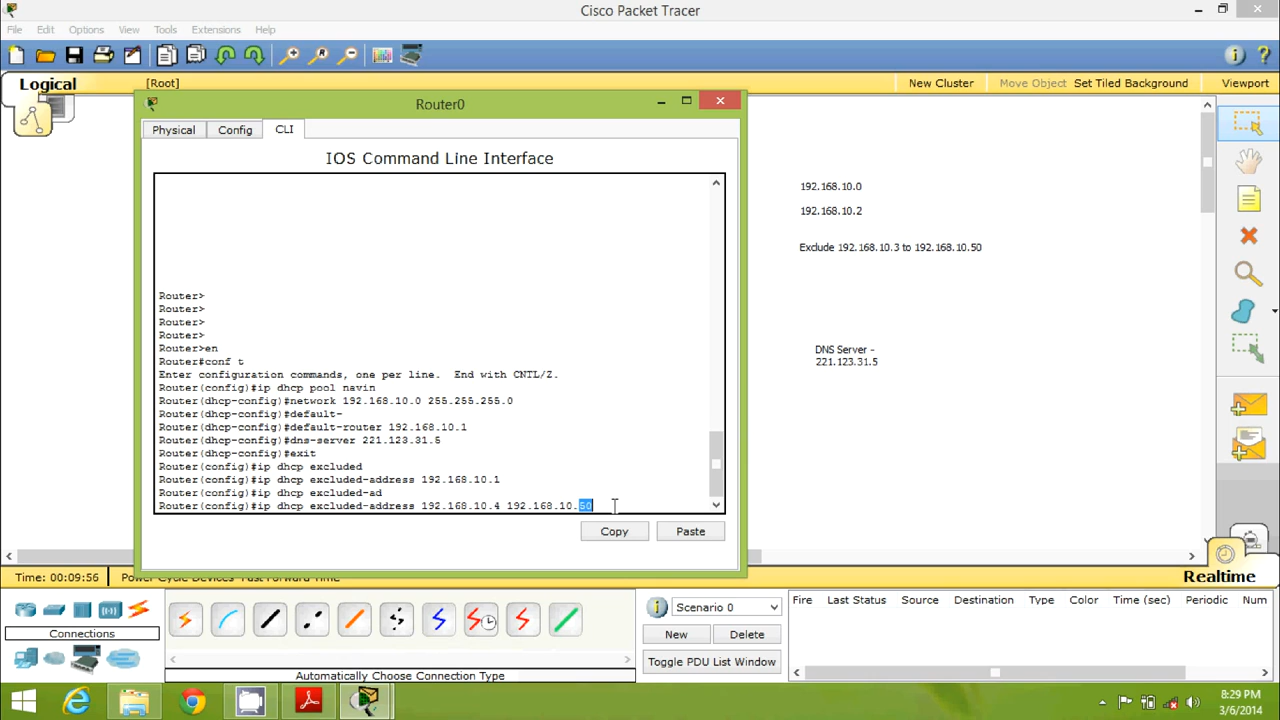 Cisco Packet Tracer
File Edit Options View Tools Extensions Help
Logical
[Root]
New Cluster
Move Object
Set Tiled Background
Viewport
Router0
Physical
Config
CLI
IOS Command Line Interface
Router>
Router>
Router>
Router>
Router>en
Router#conf t
Enter configuration commands, one per line. End with CNTL/Z.
Router(config)#ip dhcp pool navin
Router(dhcp-config)#network 192.168.10.0 255.255.255.0
Router(dhcp-config)#default-
Router(dhcp-config)#default-router 192.168.10.1
Router(dhcp-config)#dns-server 221.123.31.5
Router(dhcp-config)#exit
Router(config)#ip dhcp excluded
Router(config)#ip dhcp excluded-address 192.168.10.1
Router(config)#ip dhcp excluded-ad
Router(config)#ip dhcp excluded-address 192.168.10.4 192.168.10.50
Copy
Paste
192.168.10.0
192.168.10.2
Exclude 192.168.10.3 to 192.168.10.50
DNS Server -
221.123.31.5
Time: 00:09:56
Power Cycle Devices Fast Forward Time
Realtime
Connections
Automatically Choose Connection Type
Scenario 0
New
Delete
Toggle PDU List Window
Fire Last Status Source Destination Type Color Time (sec) Periodic Num
8:29 PM
3/6/2014